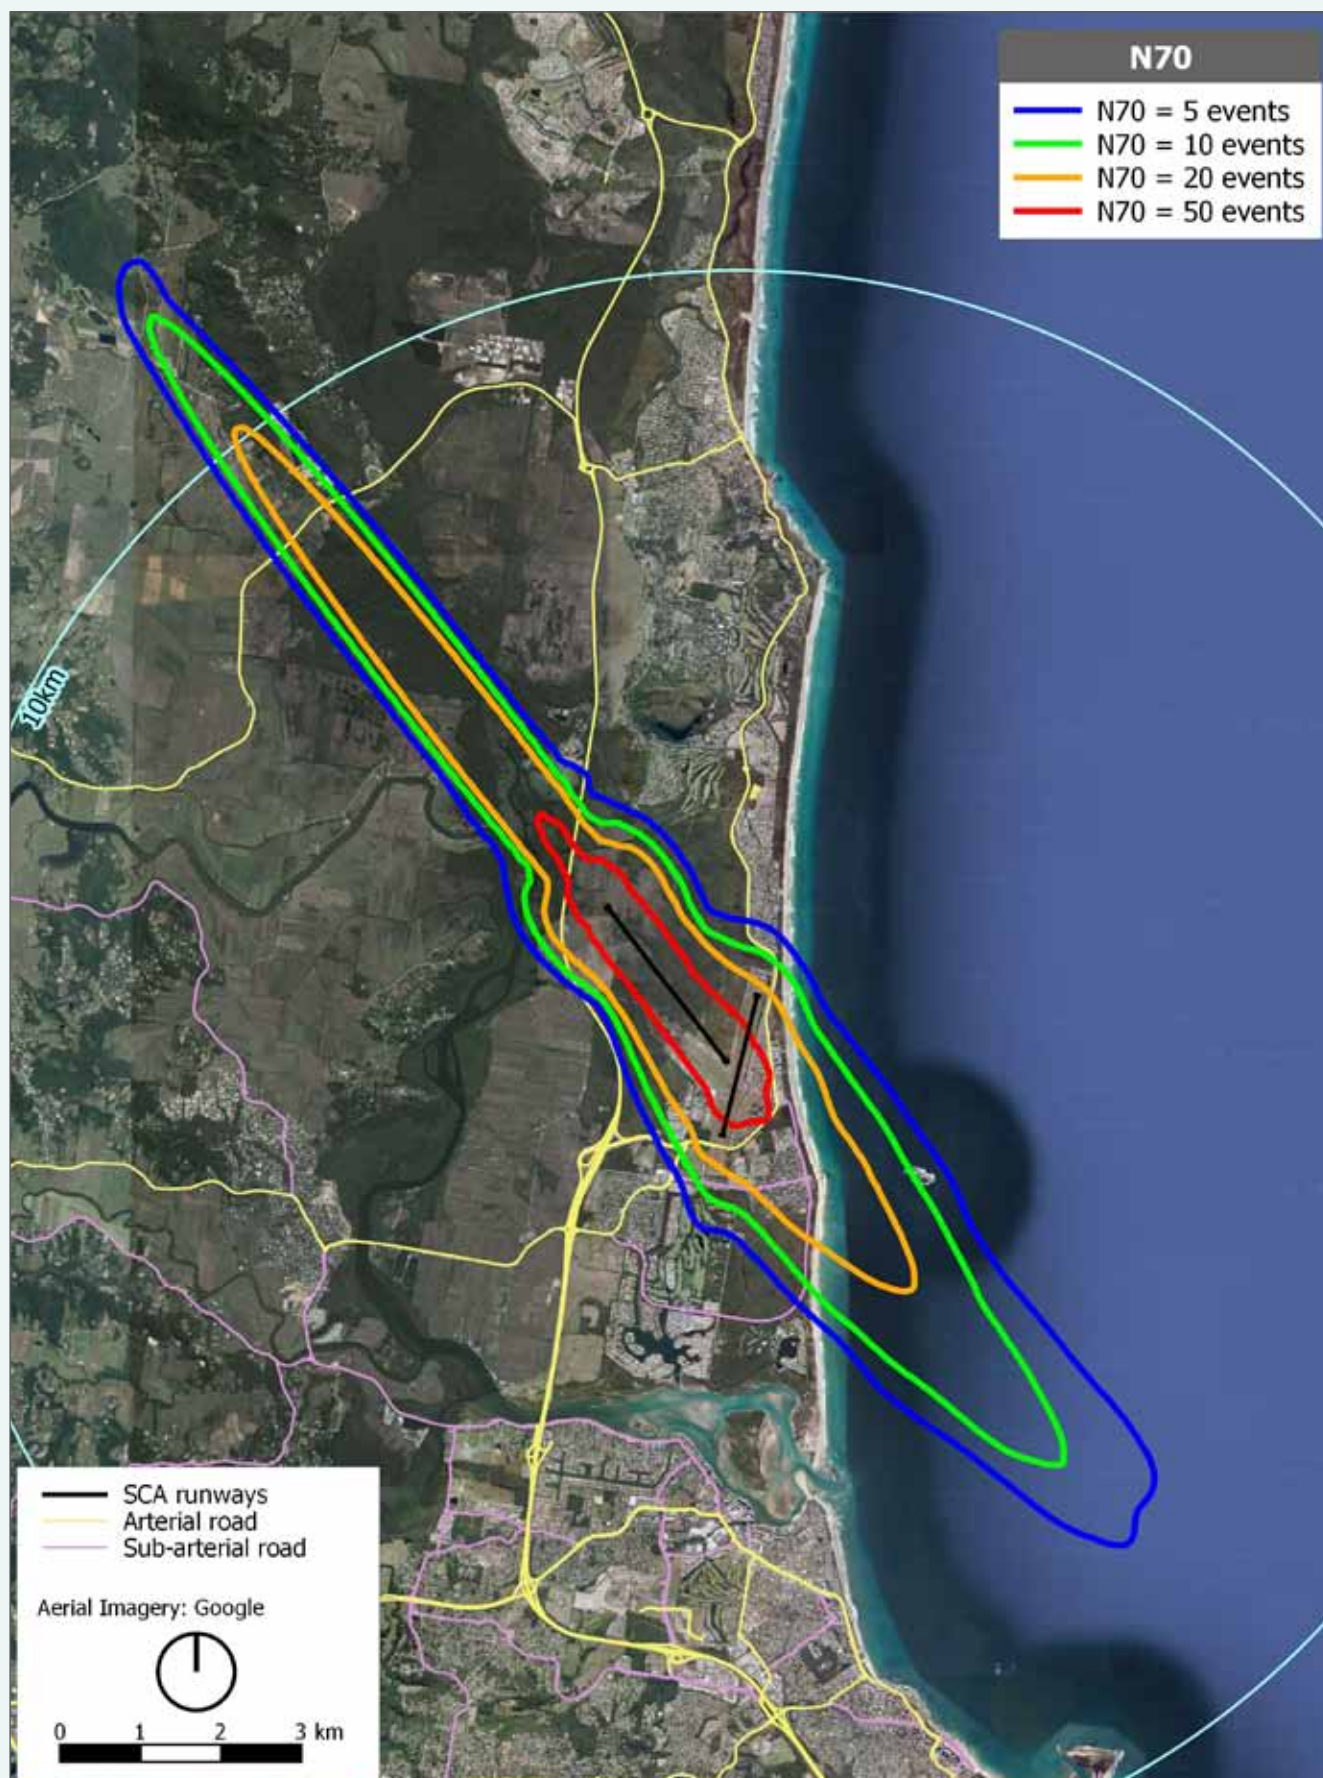 N70
N70 = 5 events
N70 = 10 events
N70 = 20 events
N70 = 50 events
10km
SCA runways
Arterial road
Sub-arterial road
Aerial Imagery: Google
0 1 2 3 km